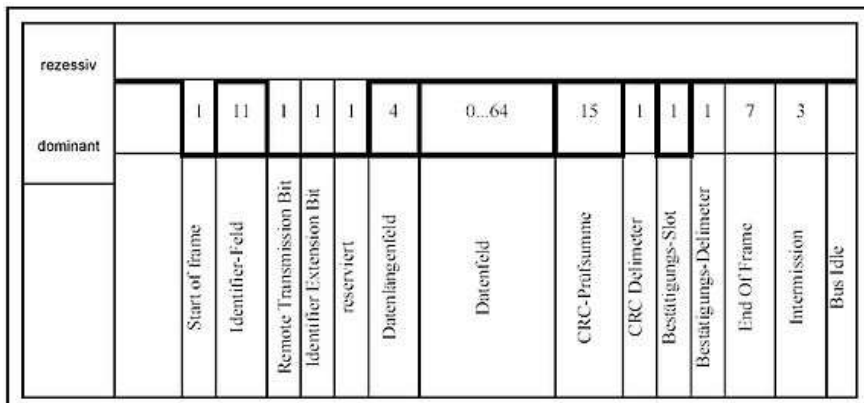 rezessiv
dominant
1 11 1 1 1 4 0...64 15 1 1 1 7 3
Start of frame
Identifier-Feld
Remote Transmission Bit
Identifier Extension Bit
reserviert
Datenlängenfeld
Datenfeld
CRC-Prüfsumme
CRC Delimeter
Bestätigungs-Slot
Bestätigungs-Delimeter
End Of Frame
Intermission
Bus Idle